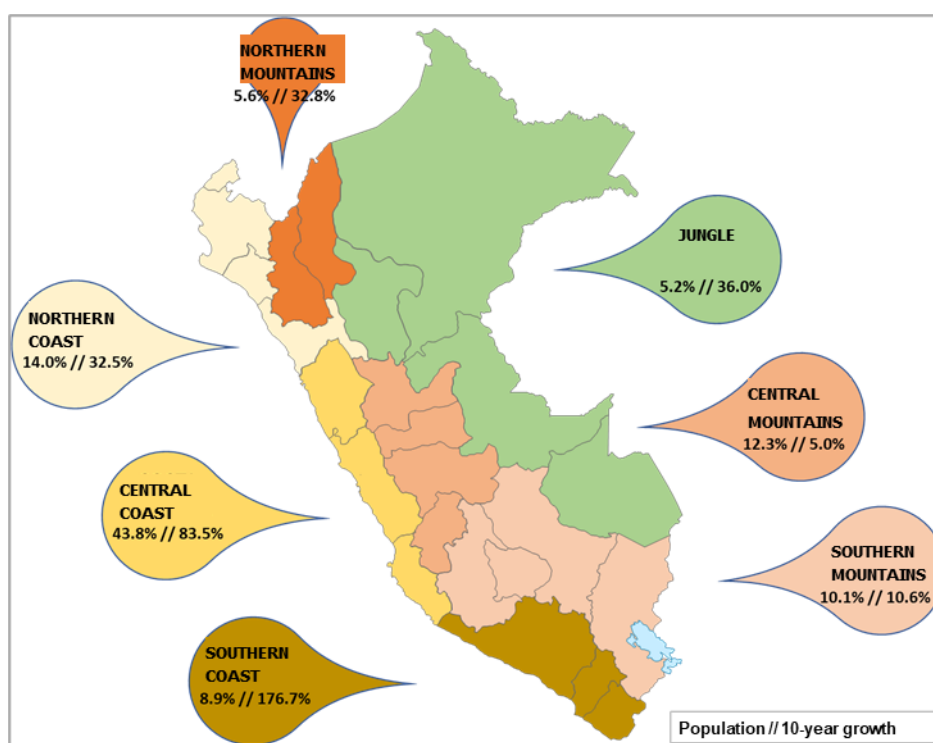 NORTHERN
MOUNTAINS
5.6% // 32.8%
JUNGLE
5.2% // 36.0%
NORTHERN
COAST
14.0% // 32.5%
CENTRAL
MOUNTAINS
12.3% // 5.0%
CENTRAL
COAST
43.8% // 83.5%
SOUTHERN
MOUNTAINS
10.1% // 10.6%
SOUTHERN
COAST
8.9% // 176.7%
Population // 10-year growth